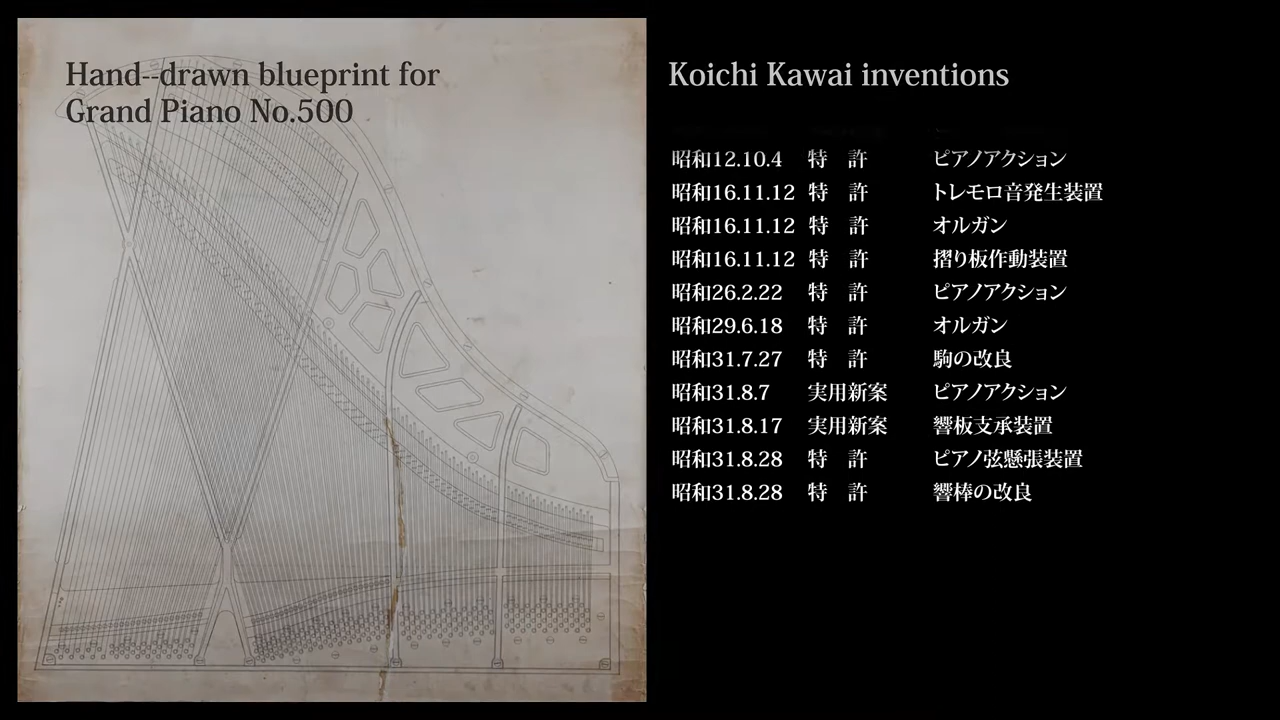 Hand--drawn blueprint for
Grand Piano No.500
Koichi Kawai inventions
昭和12.10.4 特 許 ピアノアクション
昭和16.11.12 特 許 トレモロ音発生装置
昭和16.11.12 特 許 オルガン
昭和16.11.12 特 許 摺り板作動装置
昭和26.2.22 特 許 ピアノアクション
昭和29.6.18 特 許 オルガン
昭和31.7.27 特 許 駒の改良
昭和31.8.7 実用新案 ピアノアクション
昭和31.8.17 実用新案 響板支承装置
昭和31.8.28 特 許 ピアノ弦懸張装置
昭和31.8.28 特 許 響棒の改良